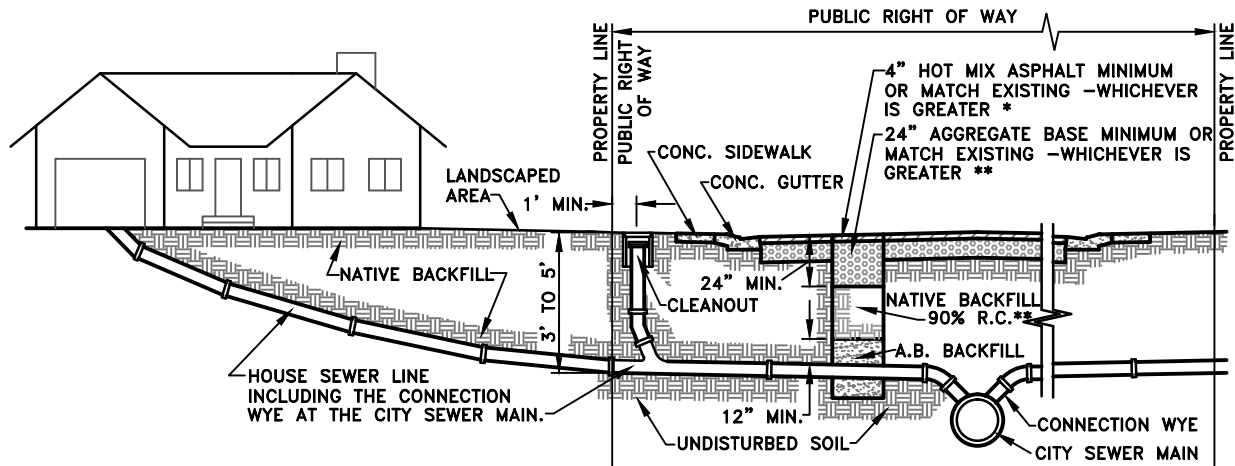 PUBLIC RIGHT OF WAY
PROPERTY LINE
PUBLIC RIGHT
OF WAY
PROPERTY LINE
4” HOT MIX ASPHALT MINIMUM
OR MATCH EXISTING –WHICHEVER
IS GREATER *
24” AGGREGATE BASE MINIMUM OR
MATCH EXISTING –WHICHEVER IS
GREATER **
CONC. SIDEWALK
CONC. GUTTER
LANDSCAPED
AREA
1’ MIN.
NATIVE BACKFILL
3’ TO 5’
CLEANOUT
24” MIN.
NATIVE BACKFILL
90% R.C.**
A.B. BACKFILL
HOUSE SEWER LINE
INCLUDING THE CONNECTION
WYE AT THE CITY SEWER MAIN.
12” MIN.
UNDISTURBED SOIL
CONNECTION WYE
CITY SEWER MAIN